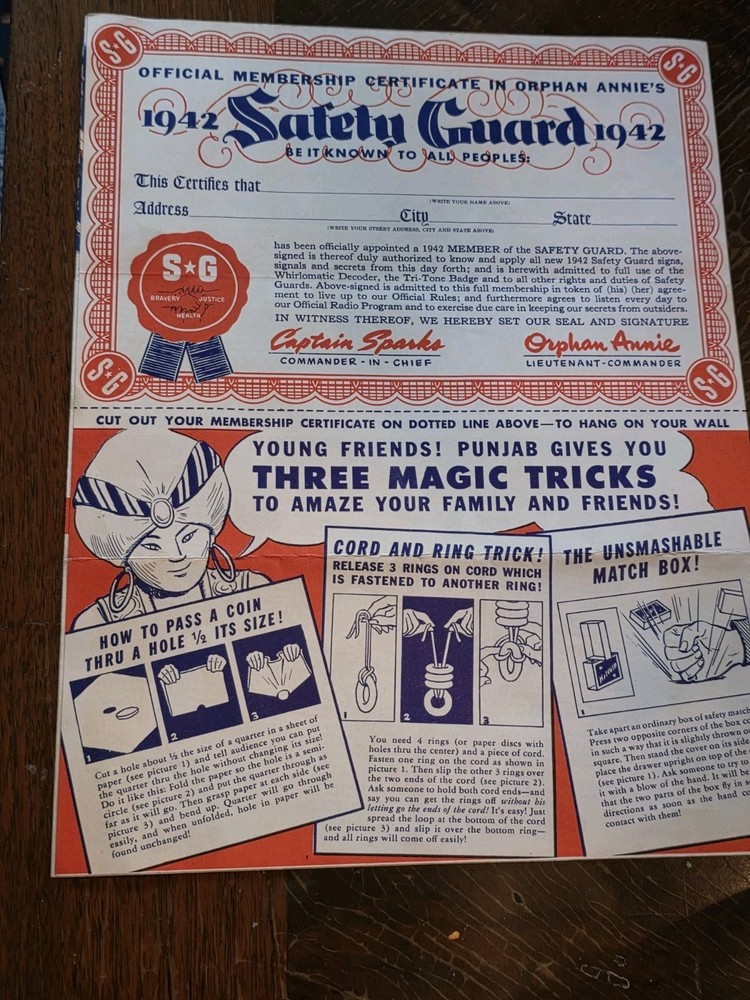 S-G
S-G
OFFICIAL MEMBERSHIP CERTIFICATE IN ORPHAN ANNIE'S
1942 Safety Guard 1942
BE IT KNOWN TO ALL PEOPLES:
This Certifies that
(WRITE YOUR NAME ABOVE)
Address City State
(WRITE YOUR STREET ADDRESS, CITY AND STATE ABOVE)
has been officially appointed a 1942 MEMBER of the SAFETY GUARD. The above-
signed is thereof duly authorized to know and apply all new 1942 Safety Guard signs,
signals and secrets from this day forth; and is herewith admitted to full use of the
Whirlomatic Decoder, the Tri-Tone Badge and to all other rights and duties of Safety
Guards. Above-signed is admitted to this full membership in token of (his) (her) agree-
ment to live up to our Official Rules; and furthermore agrees to listen every day to
our Official Radio Program and to exercise due care in keeping our secrets from outsiders.
IN WITNESS THEREOF, WE HEREBY SET OUR SEAL AND SIGNATURE
S★G
BRAVERY JUSTICE
HEALTH
Captain Sparks
COMMANDER-IN-CHIEF
Orphan Annie
LIEUTENANT-COMMANDER
S-G
S-G
CUT OUT YOUR MEMBERSHIP CERTIFICATE ON DOTTED LINE ABOVE—TO HANG ON YOUR WALL
YOUNG FRIENDS! PUNJAB GIVES YOU
THREE MAGIC TRICKS
TO AMAZE YOUR FAMILY AND FRIENDS!
HOW TO PASS A COIN
THRU A HOLE ½ ITS SIZE!
1
2
3
Cut a hole about ½ the size of a quarter in a sheet of
paper (see picture 1) and tell audience you can put
the quarter thru the hole without changing its size!
Do it like this: Fold the paper so the hole is a semi-
circle (see picture 2) and put the quarter through as
far as it will go. Then grasp paper at each side (see
picture 3) and bend up. Quarter will go through
easily, and when unfolded, hole in paper will be
found unchanged!
CORD AND RING TRICK!
RELEASE 3 RINGS ON CORD WHICH
IS FASTENED TO ANOTHER RING!
1
2
3
You need 4 rings (or paper discs with
holes thru the center) and a piece of cord.
Fasten one ring on the cord as shown in
picture 1. Then slip the other 3 rings over
the two ends of the cord (see picture 2).
Ask someone to hold both cord ends—and
say you can get the rings off without his
letting go the ends of the cord! It's easy! Just
spread the loop at the bottom of the cord
(see picture 3) and slip it over the bottom ring—
and all rings will come off easily!
THE UNSMASHABLE
MATCH BOX!
1
Take apart an ordinary box of safety match
Press two opposite corners of the box co
in such a way that it is slightly thrown ou
square. Then stand the cover on its side
place the drawer upright on top of the
(see picture 1). Ask someone to try to
it with a blow of the hand. It will be
that the two parts of the box fly in
directions as soon as the hand co
contact with them!